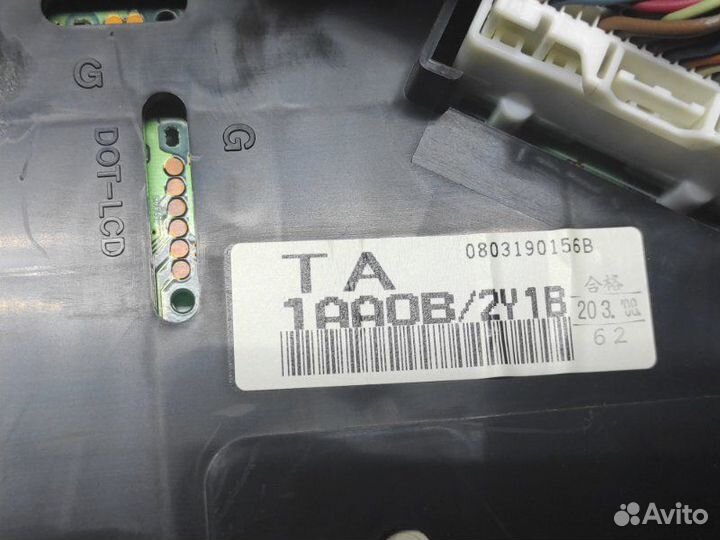 G
DOT-LCD
G
TA
0803190156B
1AA0B/2Y1B
合格
20 3.'08
62
Avito